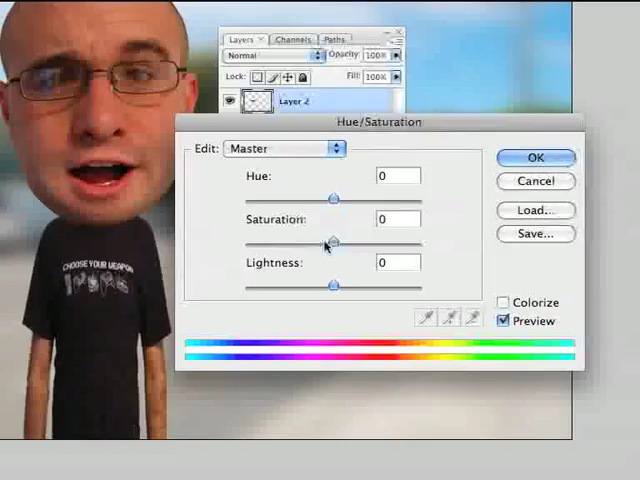 Layers × Channels Paths
Normal Opacity: 100%
Lock: Fill: 100%
Layer 2
Hue/Saturation
Edit: Master
OK
Hue: 0
Cancel
Load...
Saturation: 0
Save...
Lightness: 0
Colorize
Preview
CHOOSE YOUR WEAPON